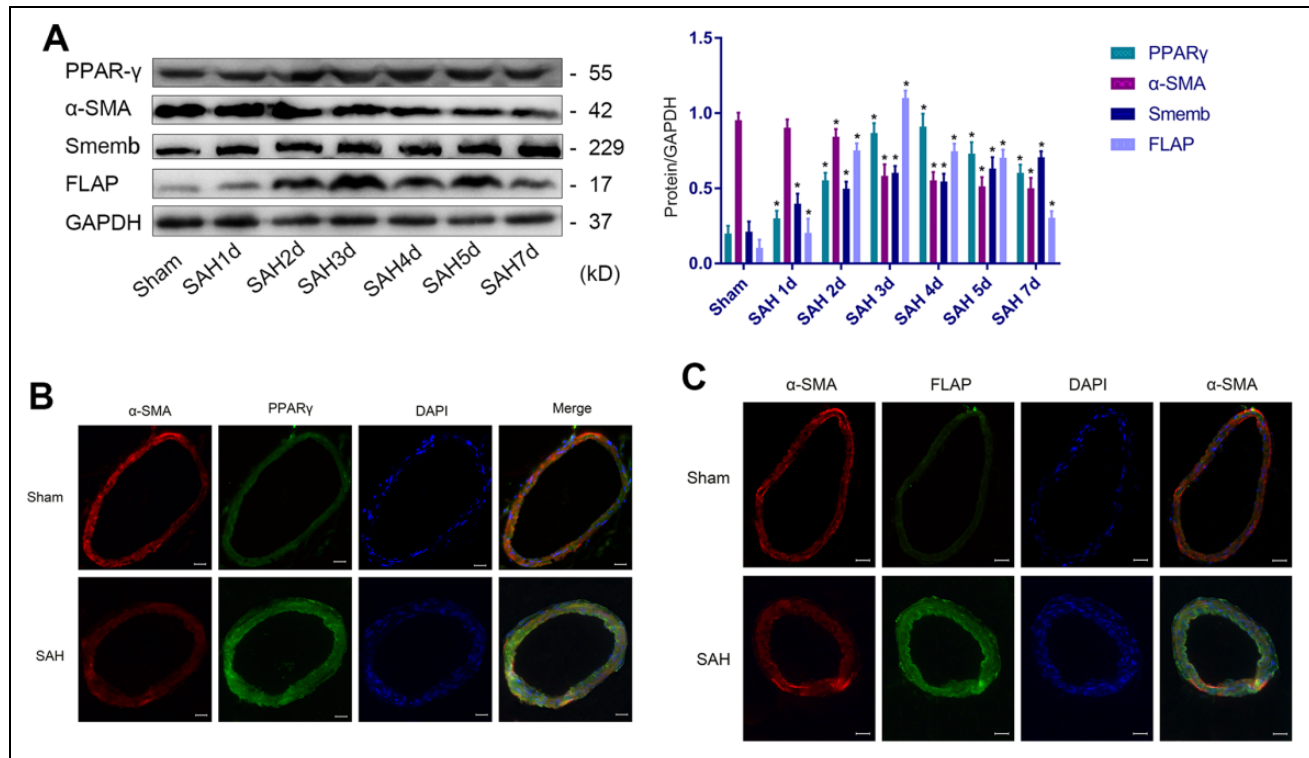 A
PPAR-γ - 55
α-SMA - 42
Smemb - 229
FLAP - 17
GAPDH - 37
Sham SAH1d SAH2d SAH3d SAH4d SAH5d SAH7d (kD)
Protein/GAPDH
1.5
1.0
0.5
0.0
* * * * * * * * * * * * * * * * * * * * * * *
Sham SAH 1d SAH 2d SAH 3d SAH 4d SAH 5d SAH 7d
PPARγ
α-SMA
Smemb
FLAP
B
α-SMA PPARγ DAPI Merge
Sham
SAH
C
α-SMA FLAP DAPI α-SMA
Sham
SAH